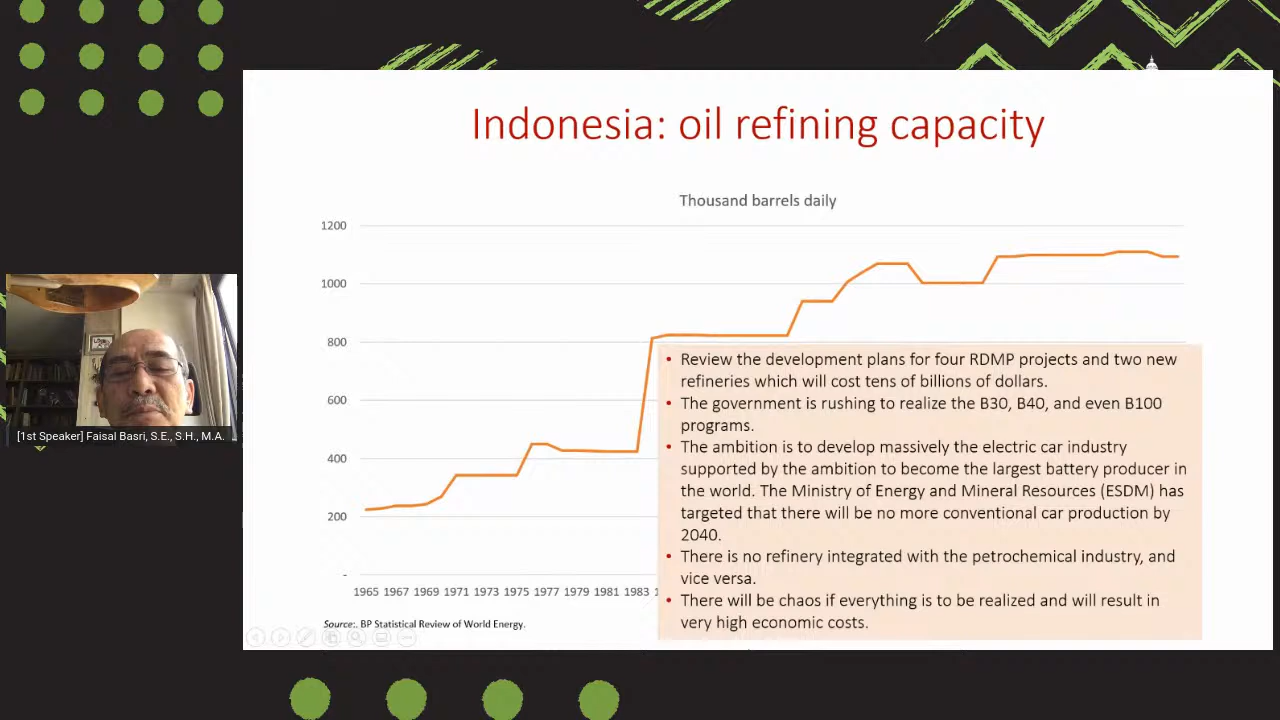 Indonesia: oil refining capacity
Thousand barrels daily
1200
1000
800
600
400
200
-
1965 1967 1969 1971 1973 1975 1977 1979 1981 1983
• Review the development plans for four RDMP projects and two new
refineries which will cost tens of billions of dollars.
• The government is rushing to realize the B30, B40, and even B100
programs.
• The ambition is to develop massively the electric car industry
supported by the ambition to become the largest battery producer in
the world. The Ministry of Energy and Mineral Resources (ESDM) has
targeted that there will be no more conventional car production by
2040.
• There is no refinery integrated with the petrochemical industry, and
vice versa.
• There will be chaos if everything is to be realized and will result in
very high economic costs.
Source:. BP Statistical Review of World Energy.
[1st Speaker] Faisal Basri, S.E., S.H., M.A.